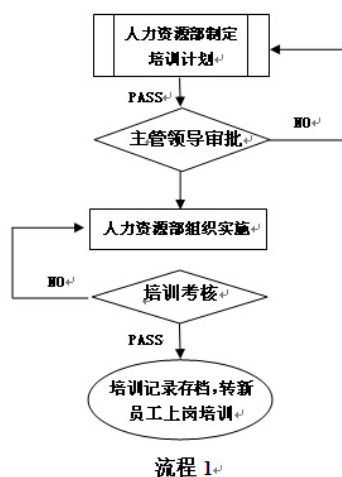 人力资源部制定
培训计划
PASS
主管领导审批
NO
人力资源部组织实施
NO
培训考核
PASS
培训记录存档,转新
员工上岗培训
流程 1